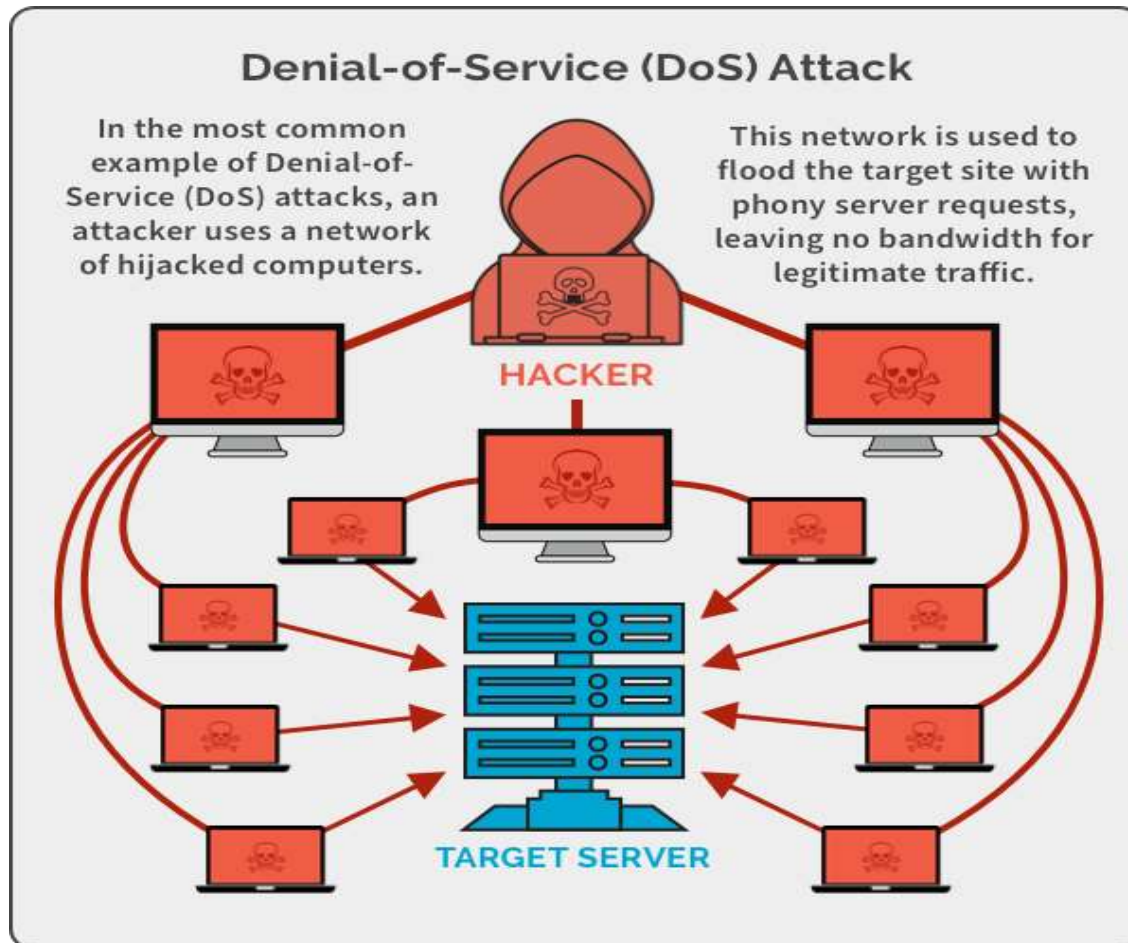 Denial-of-Service (DoS) Attack
In the most common
example of Denial-of-
Service (DoS) attacks, an
attacker uses a network
of hijacked computers.
This network is used to
flood the target site with
phony server requests,
leaving no bandwidth for
legitimate traffic.
HACKER
TARGET SERVER